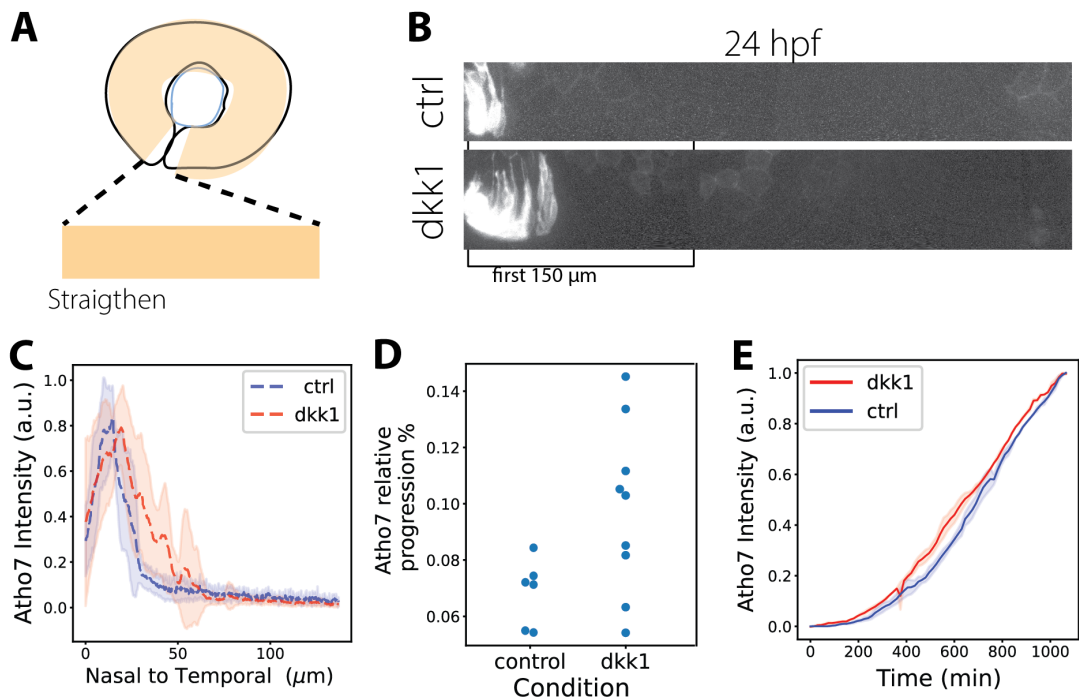 A
Straigthen
B
24 hpf
ctrl
dkk1
first 150 µm
C
Atho7 Intensity (a.u.)
1.0
0.8
0.6
0.4
0.2
0.0
ctrl
dkk1
0
50
100
Nasal to Temporal (μm)
D
Atho7 relative
progression %
0.14
0.12
0.10
0.08
0.06
control
dkk1
Condition
E
Atho7 Intensity (a.u.)
1.0
0.8
0.6
0.4
0.2
0.0
dkk1
ctrl
0
200
400
600
800
1000
Time (min)